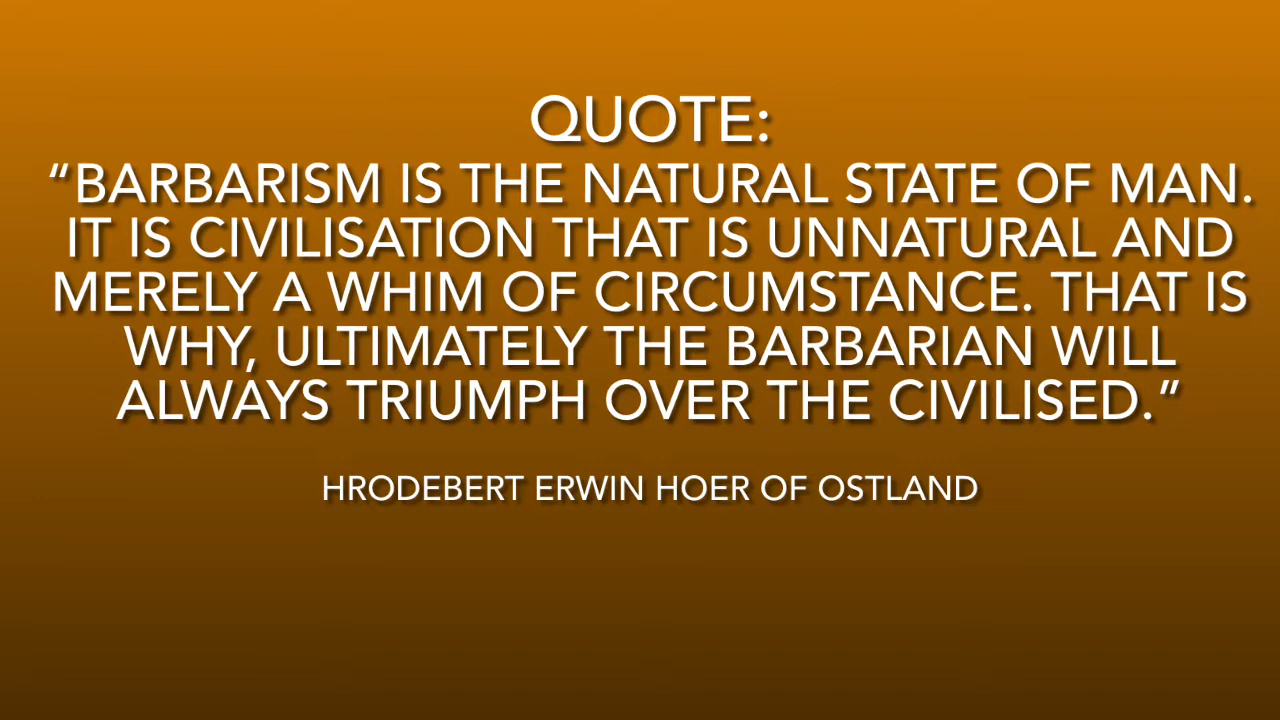 QUOTE:
“BARBARISM IS THE NATURAL STATE OF MAN.
IT IS CIVILISATION THAT IS UNNATURAL AND
MERELY A WHIM OF CIRCUMSTANCE. THAT IS
WHY, ULTIMATELY THE BARBARIAN WILL
ALWAYS TRIUMPH OVER THE CIVILISED.”
HRODEBERT ERWIN HOER OF OSTLAND